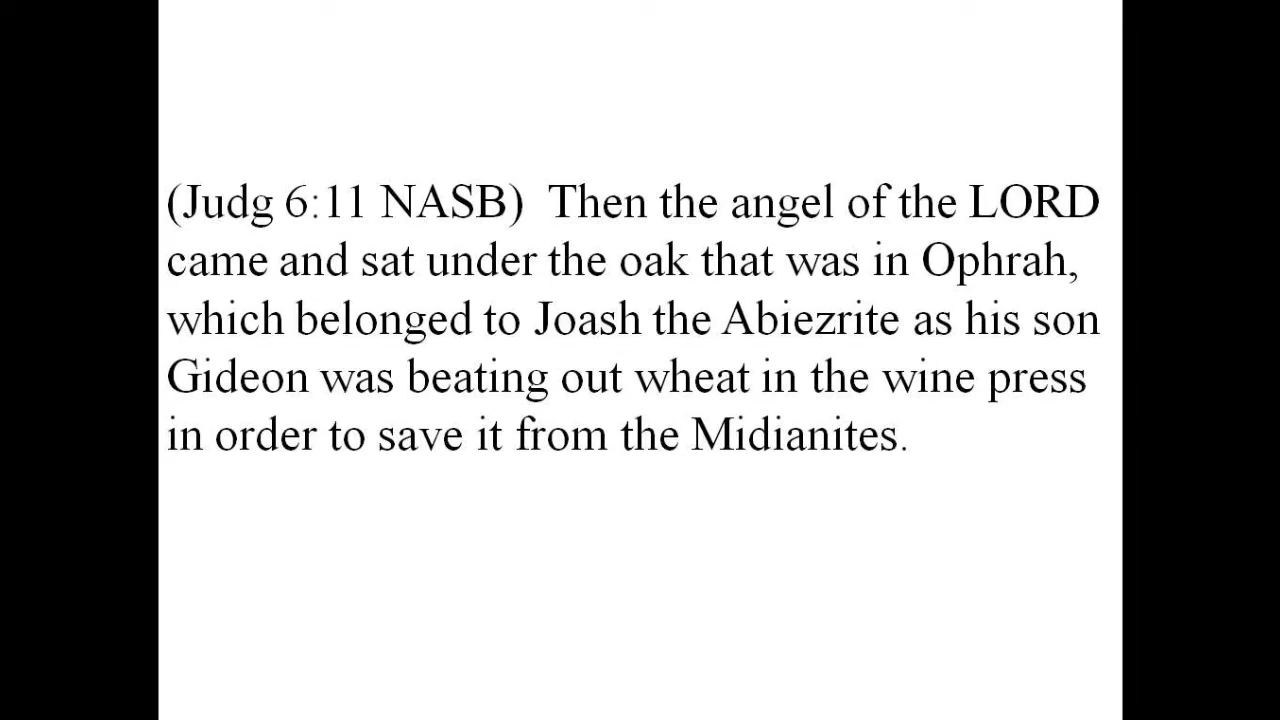 (Judg 6:11 NASB)  Then the angel of the LORD
came and sat under the oak that was in Ophrah,
which belonged to Joash the Abiezrite as his son
Gideon was beating out wheat in the wine press
in order to save it from the Midianites.